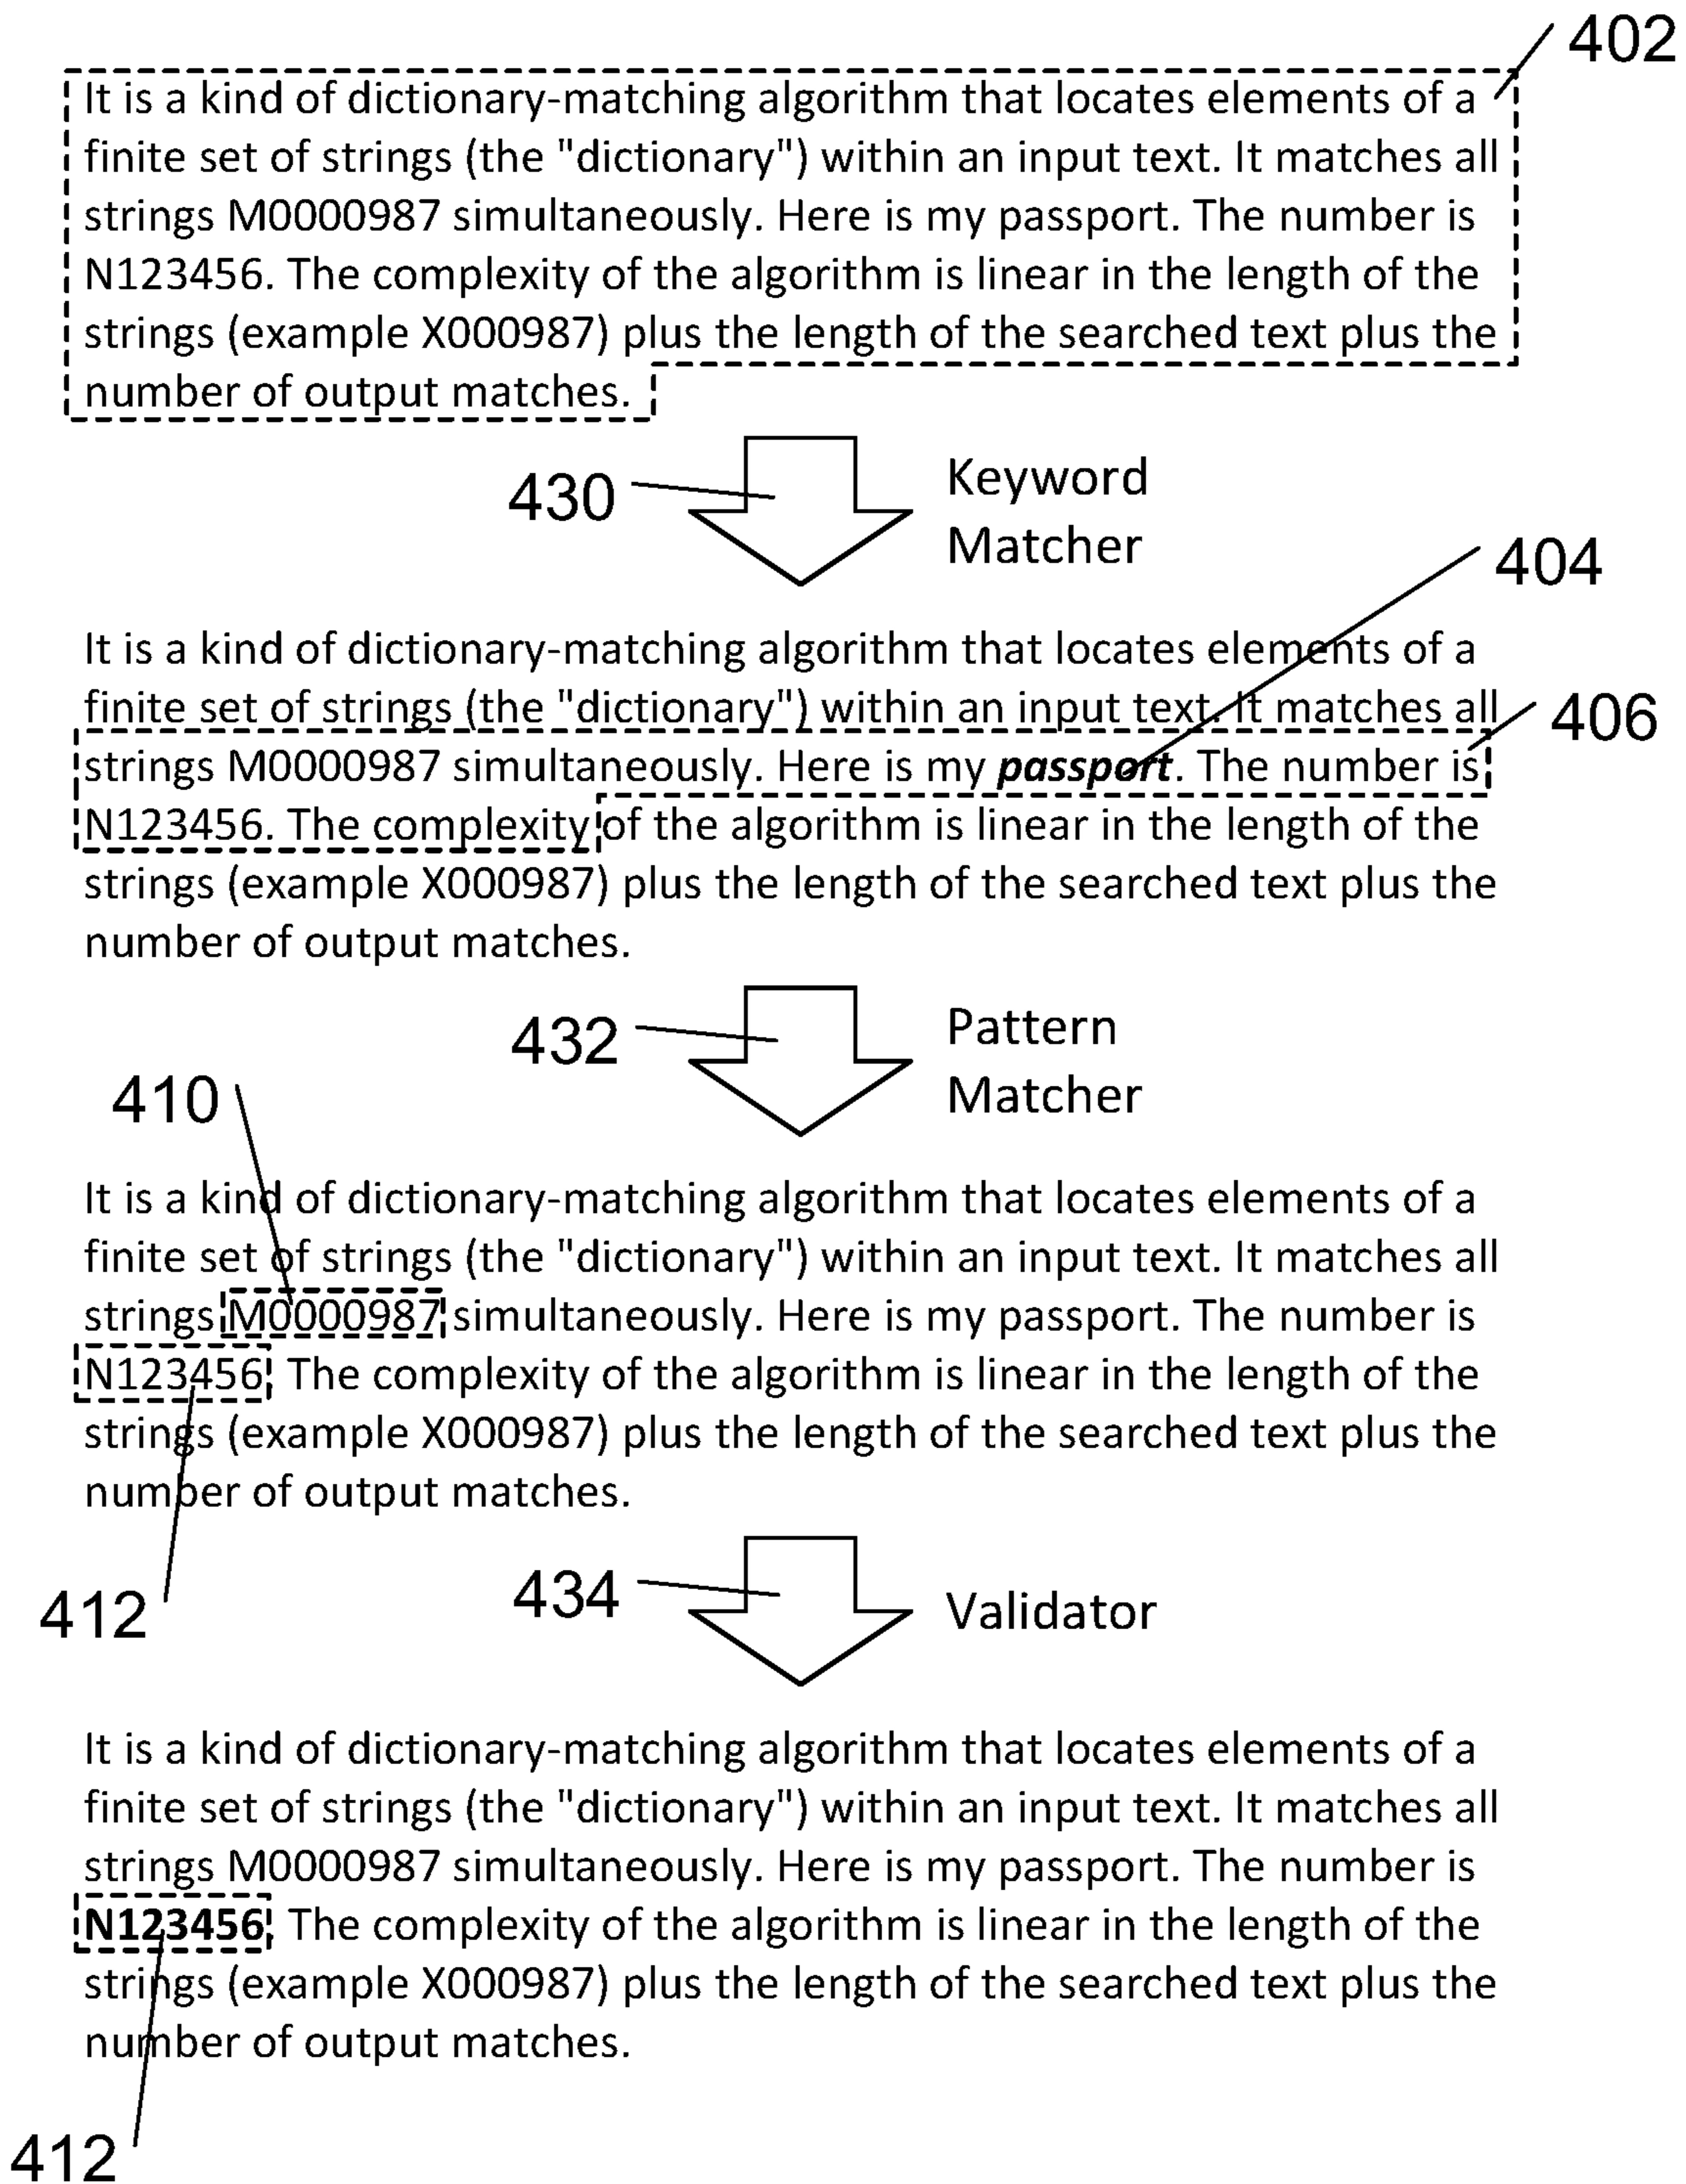 402
It is a kind of dictionary-matching algorithm that locates elements of a
finite set of strings (the "dictionary") within an input text. It matches all
strings M0000987 simultaneously. Here is my passport. The number is
N123456. The complexity of the algorithm is linear in the length of the
strings (example X000987) plus the length of the searched text plus the
number of output matches.
430
Keyword
Matcher
404
It is a kind of dictionary-matching algorithm that locates elements of a
finite set of strings (the "dictionary") within an input text. It matches all
406
strings M0000987 simultaneously. Here is my passport. The number is
N123456. The complexity of the algorithm is linear in the length of the
strings (example X000987) plus the length of the searched text plus the
number of output matches.
432
Pattern
Matcher
410
It is a kind of dictionary-matching algorithm that locates elements of a
finite set of strings (the "dictionary") within an input text. It matches all
strings M0000987 simultaneously. Here is my passport. The number is
N123456. The complexity of the algorithm is linear in the length of the
strings (example X000987) plus the length of the searched text plus the
number of output matches.
412
434
Validator
It is a kind of dictionary-matching algorithm that locates elements of a
finite set of strings (the "dictionary") within an input text. It matches all
strings M0000987 simultaneously. Here is my passport. The number is
N123456. The complexity of the algorithm is linear in the length of the
strings (example X000987) plus the length of the searched text plus the
number of output matches.
412